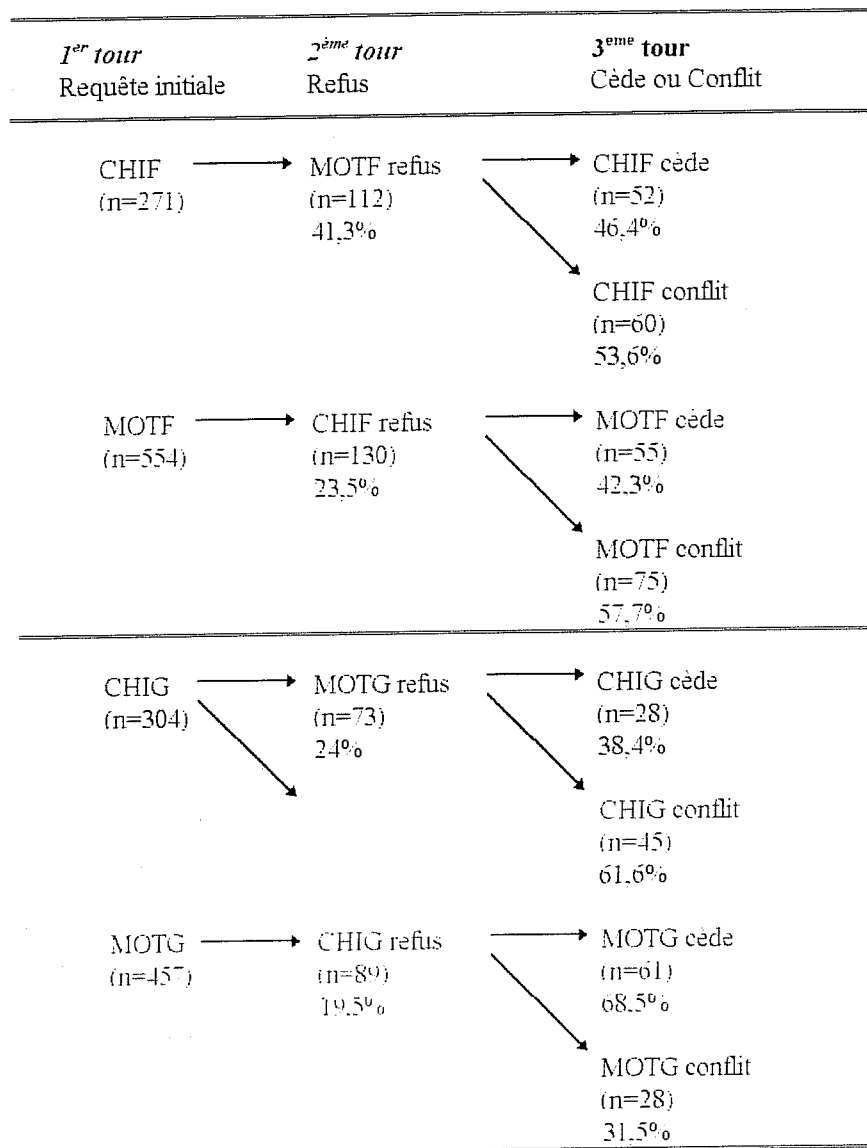 1er tour 2ème tour 3eme tour
Requête initiale Refus Cède ou Conflit
CHIF MOTF refus CHIF cède
(n=271) (n=112) (n=52)
41,3% 46,4%
CHIF conflit
(n=60)
53,6%
MOTF CHIF refus MOTF cède
(n=554) (n=130) (n=55)
23,5% 42,3%
MOTF conflit
(n=75)
57,7%
CHIG MOTG refus CHIG cède
(n=304) (n=73) (n=28)
24% 38,4%
CHIG conflit
(n=45)
61,6%
MOTG CHIG refus MOTG cède
(n=457) (n=89) (n=61)
19,5% 68,5%
MOTG conflit
(n=28)
31,5%